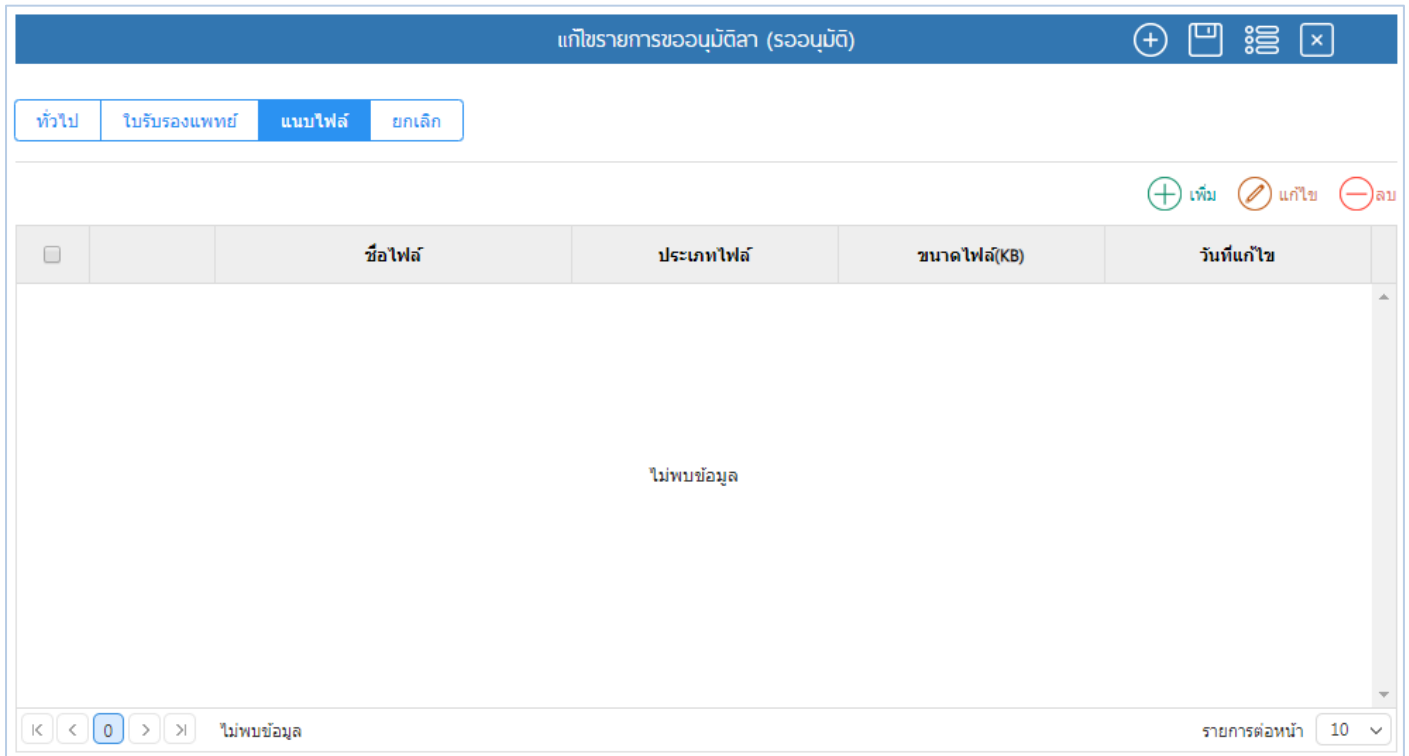 แก้ไขรายการขออนุมัติลา (รออนุมัติ)
ทั่วไป ใบรับรองแพทย์ แนบไฟล์ ยกเลิก
เพิ่ม แก้ไข ลบ
ชื่อไฟล์ ประเภทไฟล์ ขนาดไฟล์(KB) วันที่แก้ไข
ไม่พบข้อมูล
0 ไม่พบข้อมูล รายการต่อหน้า 10